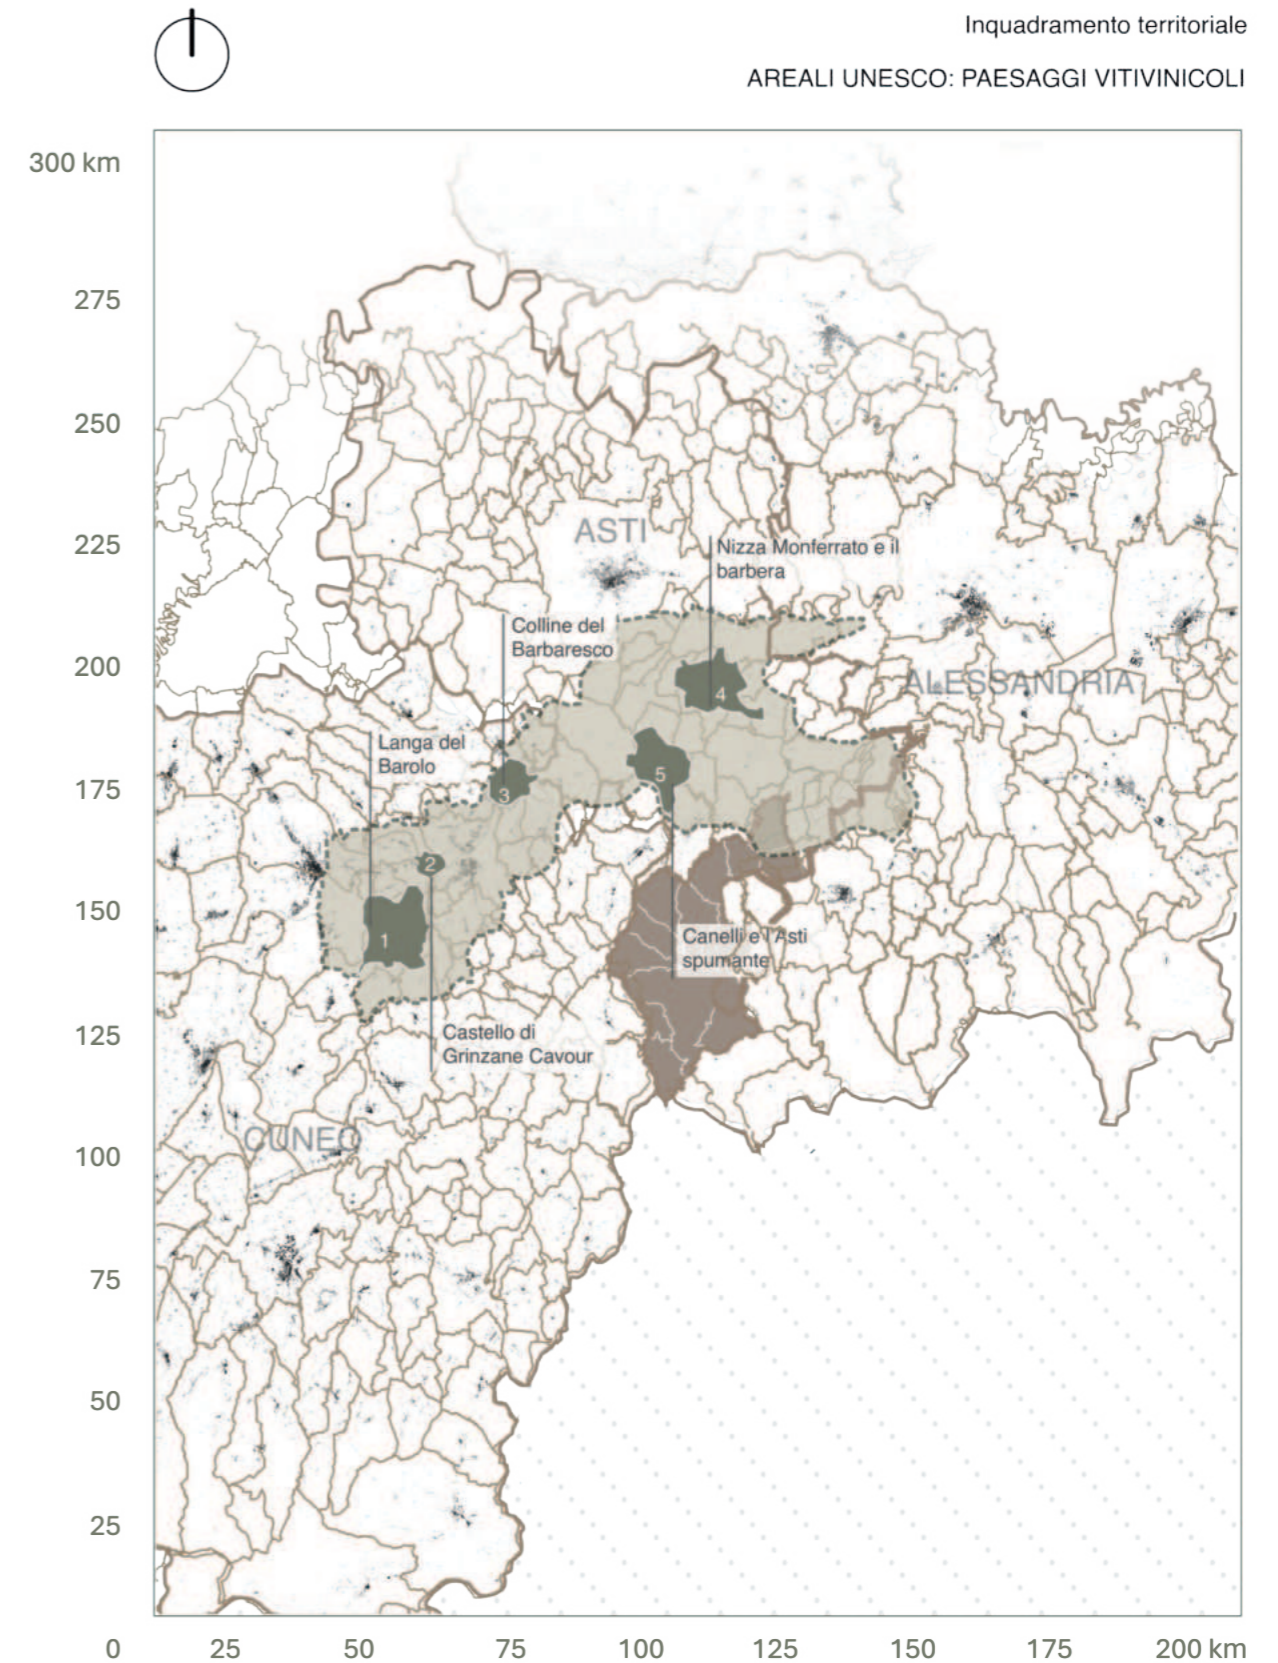 Inquadramento territoriale
AREALI UNESCO: PAESAGGI VITIVINICOLI
300 km
275
250
225
200
175
150
125
100
75
50
25
ASTI
Nizza Monferrato e il
barbera
Colline del
Barbaresco
ALESSANDRIA
4
Langa del
Barolo
5
3
2
1
Canelli e l'Asti
spumante
Castello di
Grinzane Cavour
CUNEO
0
25
50
75
100
125
150
175
200 km